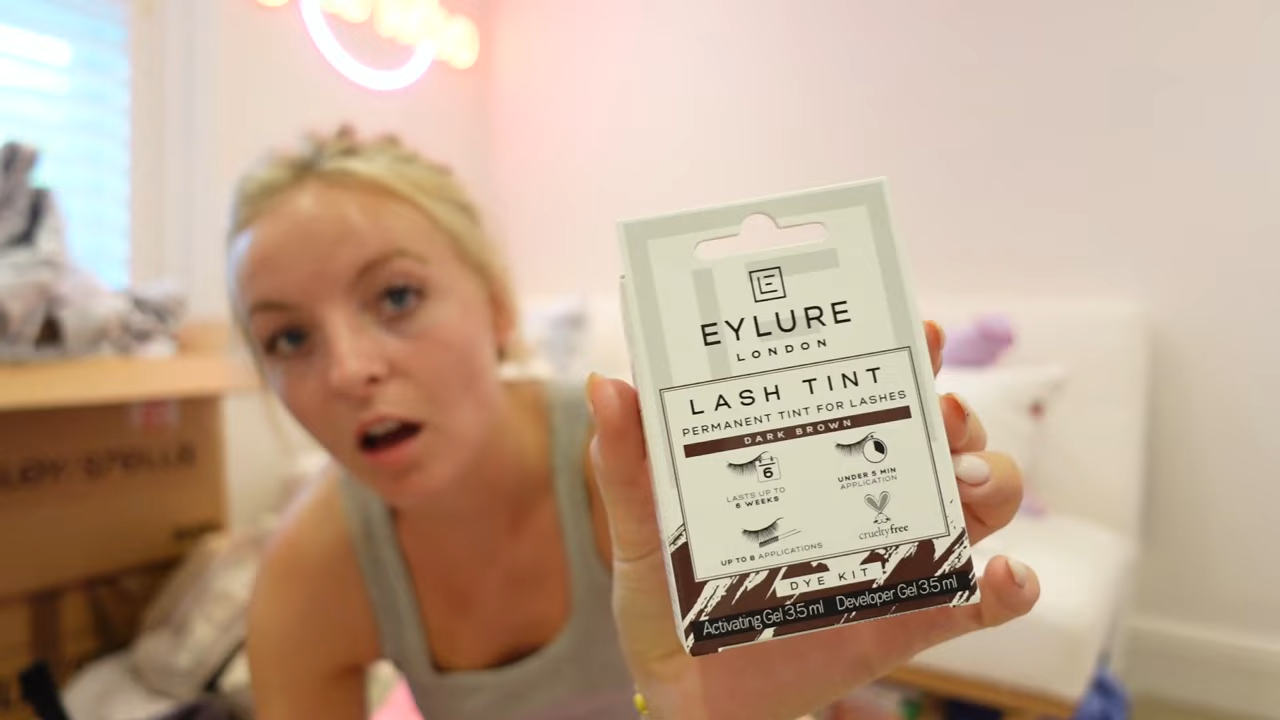 EYLURE
LONDON
LASH TINT
PERMANENT TINT FOR LASHES
DARK BROWN
6
LASTS UP TO
6 WEEKS
UNDER 5 MIN
APPLICATION
UP TO 8 APPLICATIONS
crueltyfree
DYE KIT
Activating Gel 3.5 ml Developer Gel 3.5 ml